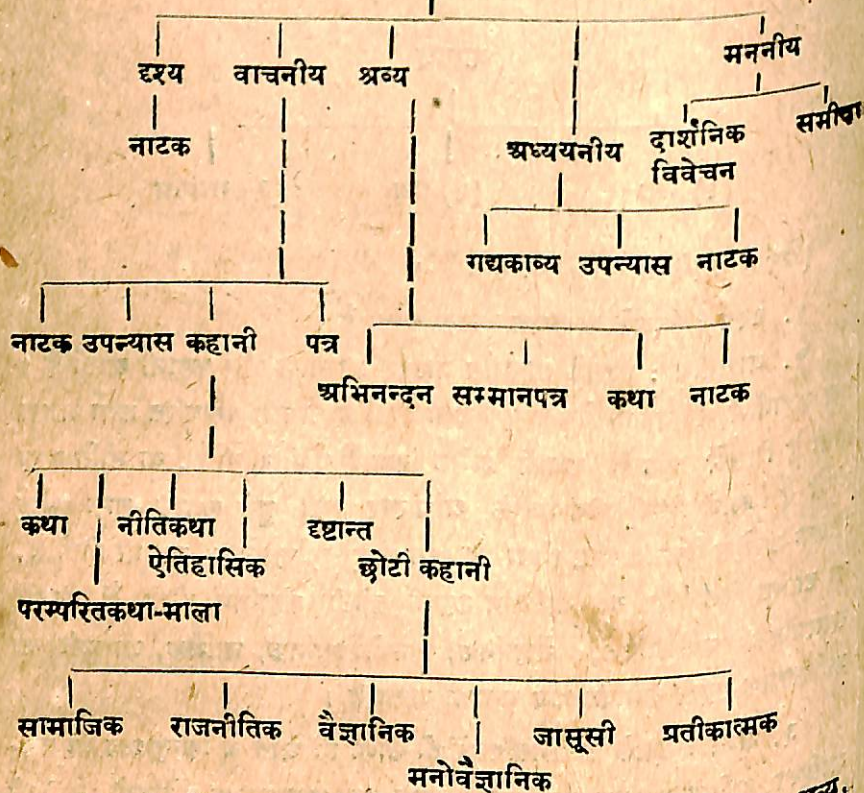 मननीय
दृश्य वाचनीय श्रव्य
नाटक अध्ययनीय दार्शनिक समीक्षा
विवेचन
गद्यकाव्य उपन्यास नाटक
नाटक उपन्यास कहानी पत्र
अभिनन्दन सम्मानपत्र कथा नाटक
कथा नीतिकथा दृष्टान्त
ऐतिहासिक छोटी कहानी
परम्परितकथा-माला
सामाजिक राजनीतिक वैज्ञानिक जासूसी प्रतीकात्मक
मनोवैज्ञानिक